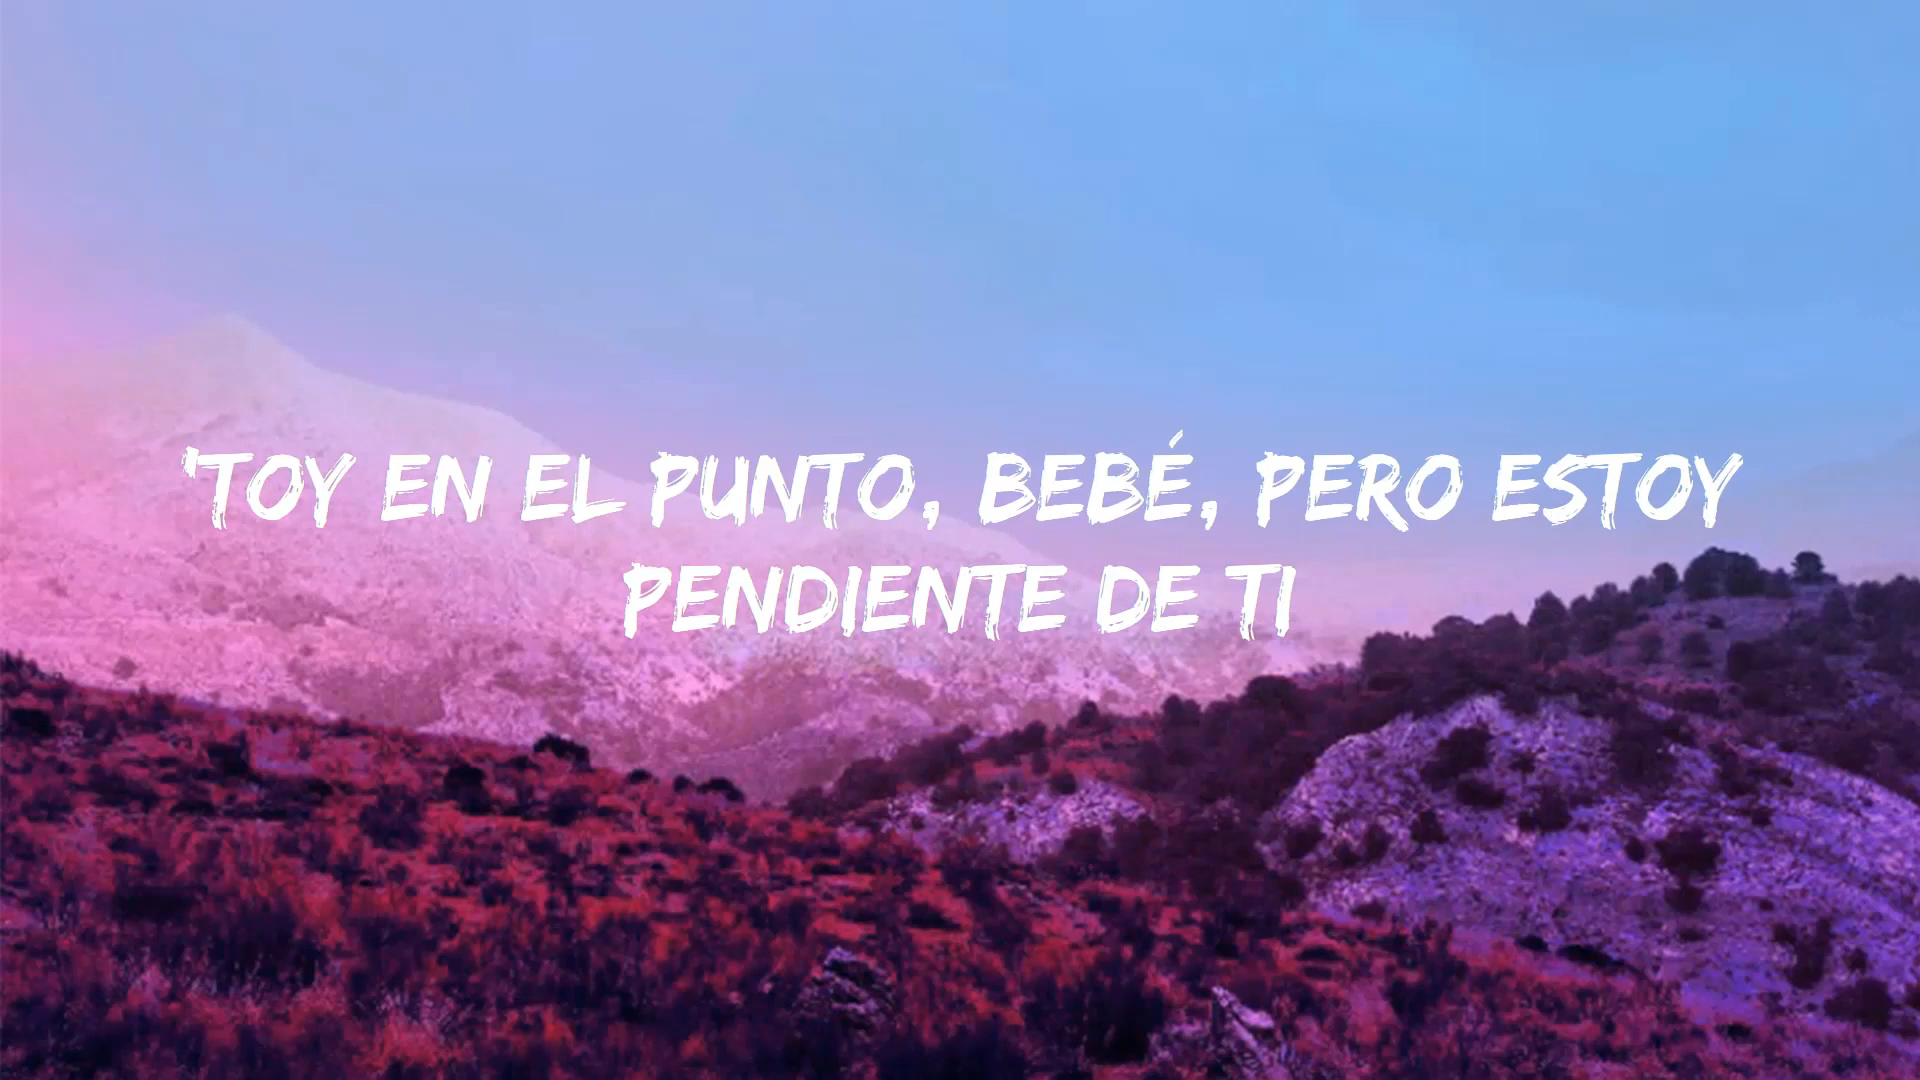 'TOY EN EL PUNTO, BEBÉ, PERO ESTOY
PENDIENTE DE TI